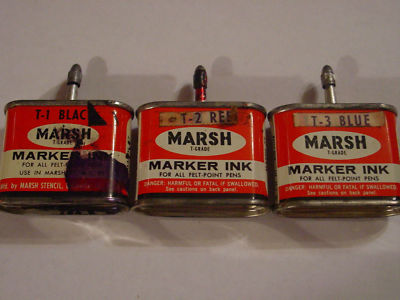 T-1 BLAC
MARSH
T-GRADE
MARKER INK
FOR ALL FELT-POINT PENS
USE IN MARSH
by MARSH STENCIL,
T-2 RED
MARSH
T-GRADE
MARKER INK
FOR ALL FELT-POINT PENS
DANGER: HARMFUL OR FATAL IF SWALLOWED.
See cautions on back panel.
T-3 BLUE
MARSH
T-GRADE
MARKER INK
FOR ALL FELT-POINT PENS
DANGER: HARMFUL OR FATAL IF SWALLOWED.
See cautions on back panel.